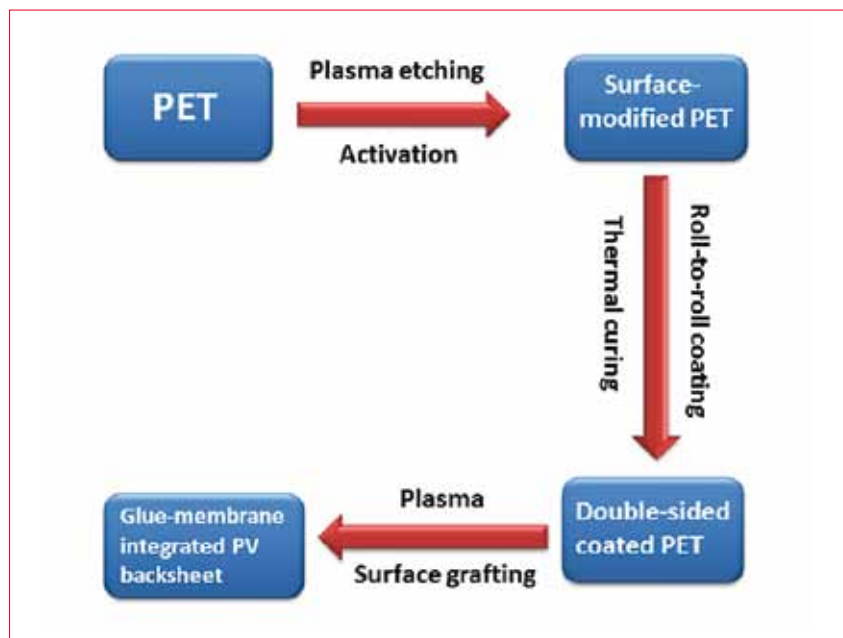 PET
Plasma etching
Activation
Surface-
modified PET
Thermal curing
Roll-to-roll coating
Double-sided
coated PET
Plasma
Surface grafting
Glue-membrane
integrated PV
backsheet